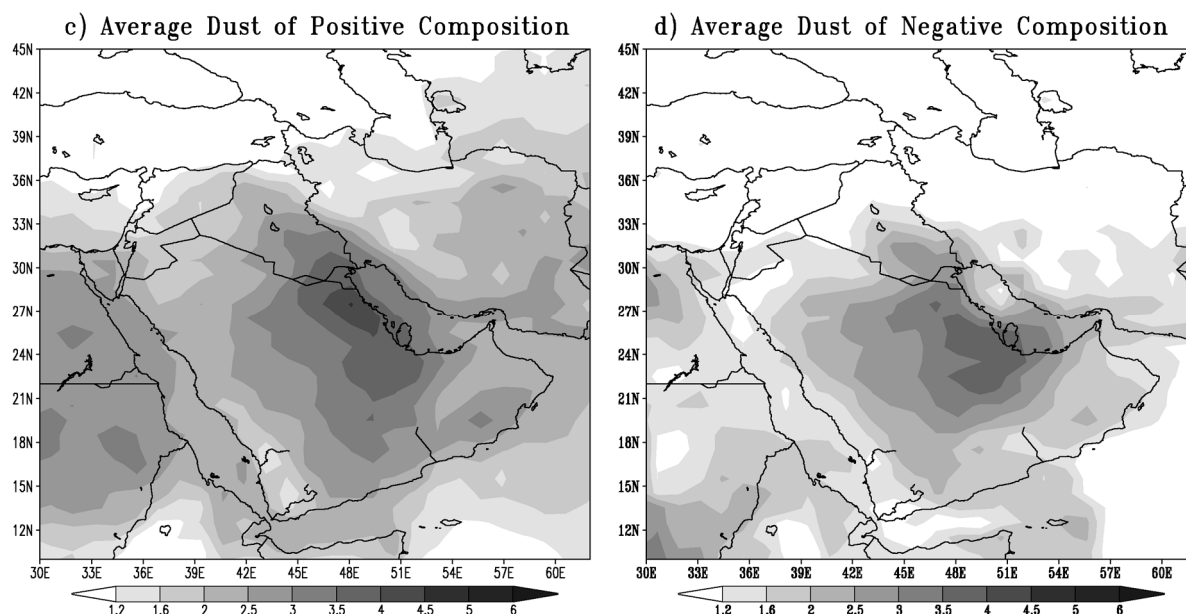 c) Average Dust of Positive Composition
45N
42N
39N
36N
33N
30N
27N
24N
21N
18N
15N
12N
30E 33E 36E 39E 42E 45E 48E 51E 54E 57E 60E
1.2 1.6 2 2.5 3 3.5 4 4.5 5 6
d) Average Dust of Negative Composition
45N
42N
39N
36N
33N
30N
27N
24N
21N
18N
15N
12N
30E 33E 36E 39E 42E 45E 48E 51E 54E 57E 60E
1.2 1.6 2 2.5 3 3.5 4 4.5 5 6